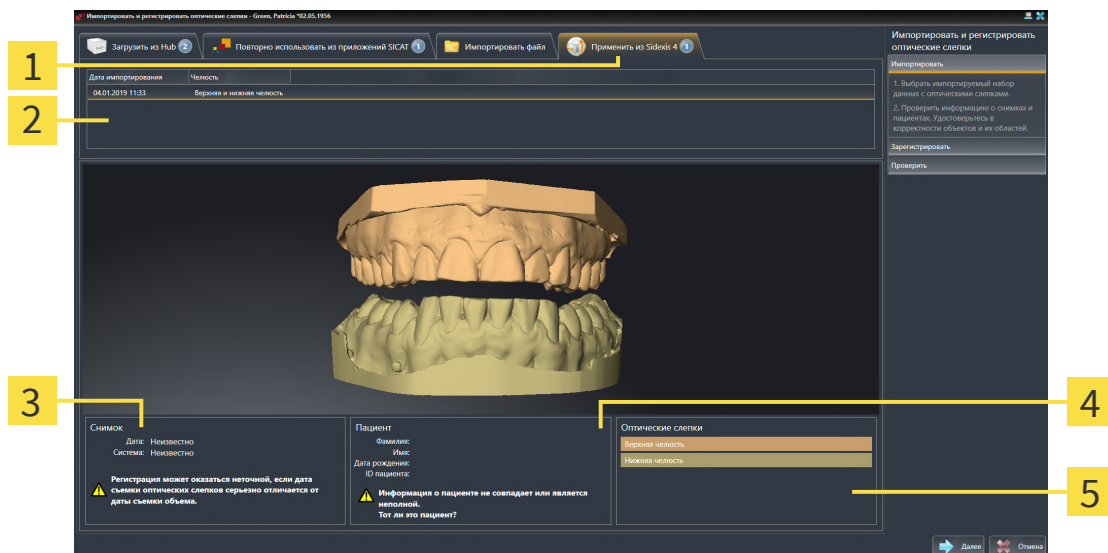 Импортировать и регистрировать оптические слепки - Green, Patricia *02.05.1956
Загрузить из Hub 2
Повторно использовать из приложений SICAT 1
Импортировать файл
Применить из Sidexis 4 1
1
Дата импортирования Челюсть
04.01.2019 11:33 Верхняя и нижняя челюсть
2
Импортировать и регистрировать
оптические слепки
Импортировать
1. Выбрать импортируемый набор
данных с оптическими слепками.
2. Проверить информацию о снимках и
пациентах. Удостоверьтесь в
корректности объектов и их областей.
Зарегистрировать
Проверить
3
Снимок
Дата: Неизвестно
Система: Неизвестно
Регистрация может оказаться неточной, если дата
съемки оптических слепков серьезно отличается от
даты съемки объема.
4
Пациент
Фамилия:
Имя:
Дата рождения:
ID пациента:
Информация о пациенте не совпадает или является
неполной.
Тот ли это пациент?
Оптические слепки
Верхняя челюсть
Нижняя челюсть
5
Далее
Отмена